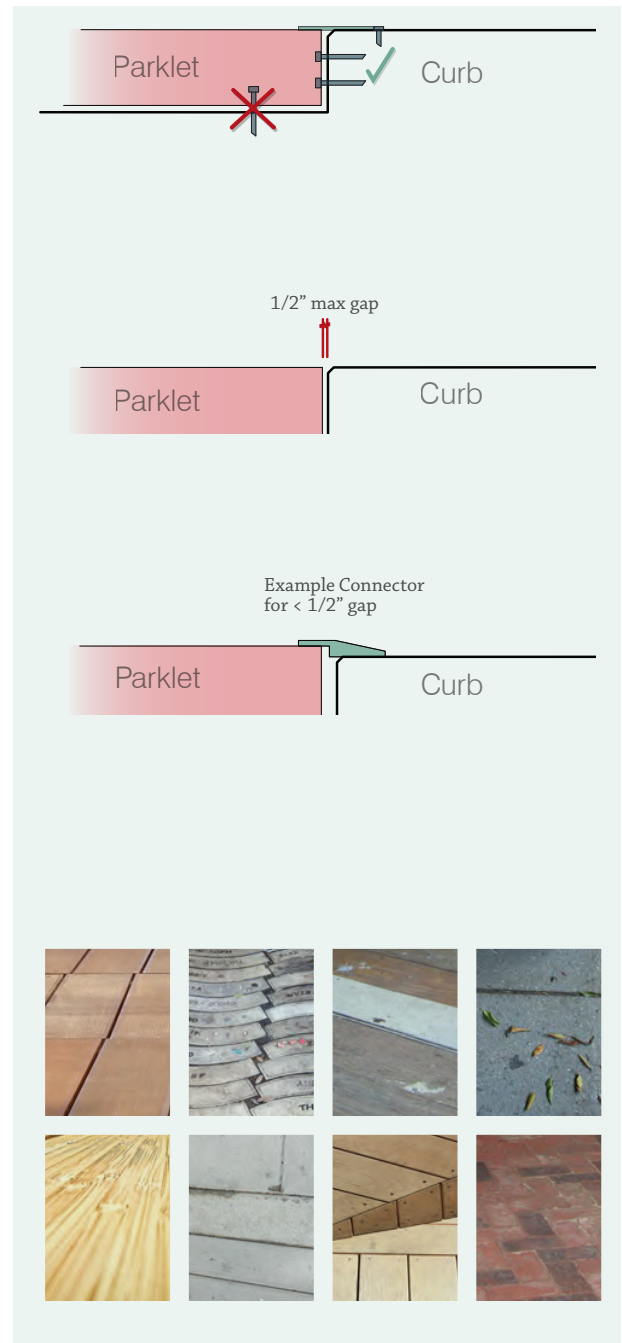 Parklet
Curb
1/2” max gap
Parklet
Curb
Example Connector
for < 1/2” gap
Parklet
Curb